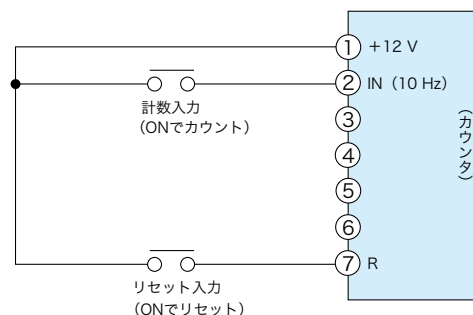 ① +12 V
② IN（10 Hz）
計数入力
（ONでカウント）
③
④
⑤
⑥
⑦ R
リセット入力
（ONでリセット）
（カウンタ）